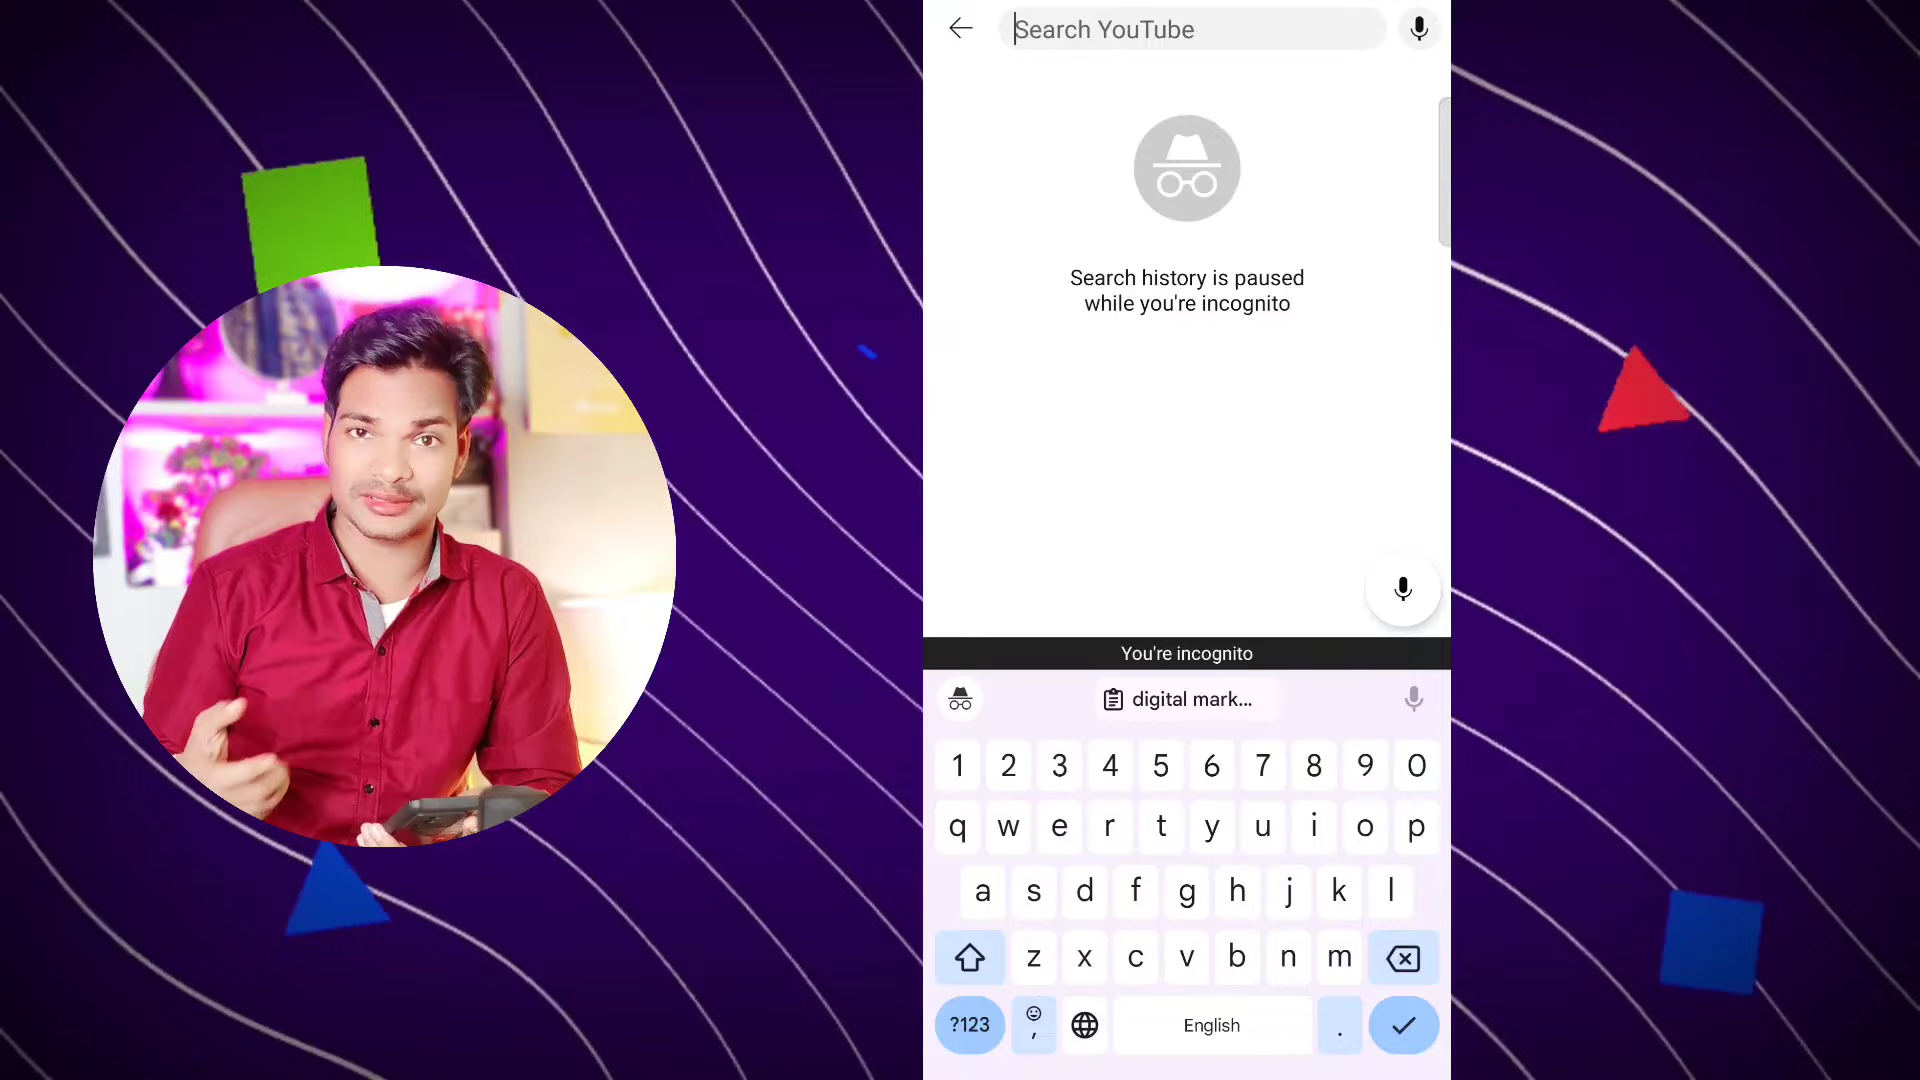 Search YouTube
Search history is paused
while you're incognito
You're incognito
digital mark...
1 2 3 4 5 6 7 8 9 0
q w e r t y u i o p
a s d f g h j k l
z x c v b n m
?123 , English .